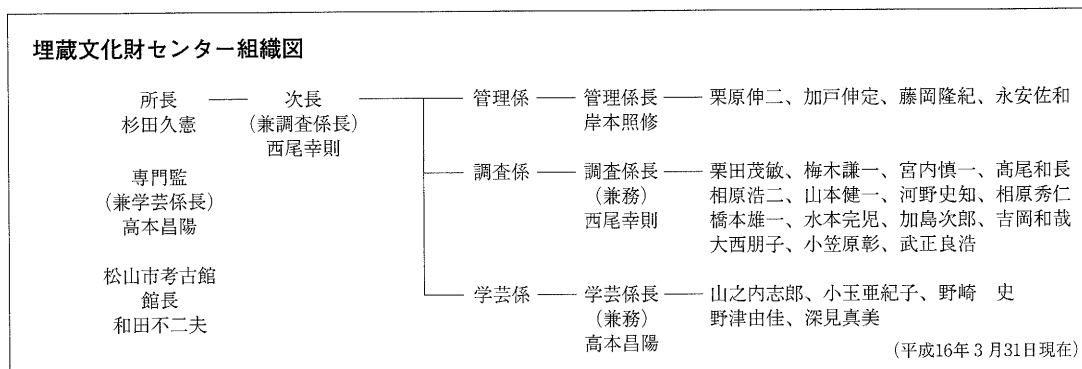 埋蔵文化財センター組織図
所長
杉田久憲
次長
(兼調査係長)
西尾幸則
専門監
(兼学芸係長)
高本昌陽
松山市考古館
館長
和田不二夫
管理係 管理係長 栗原伸二、加戸伸定、藤岡隆紀、永安佐和
岸本照修
調査係 調査係長 栗田茂敏、梅木謙一、宮内慎一、髙尾和長
(兼務) 相原浩二、山本健一、河野史知、相原秀仁
西尾幸則 橋本雄一、水本完児、加島次郎、吉岡和哉
大西朋子、小笠原彰、武正良浩
学芸係 学芸係長 山之内志郎、小玉亜紀子、野崎　史
(兼務) 野津由佳、深見真美
高本昌陽
(平成16年3月31日現在)